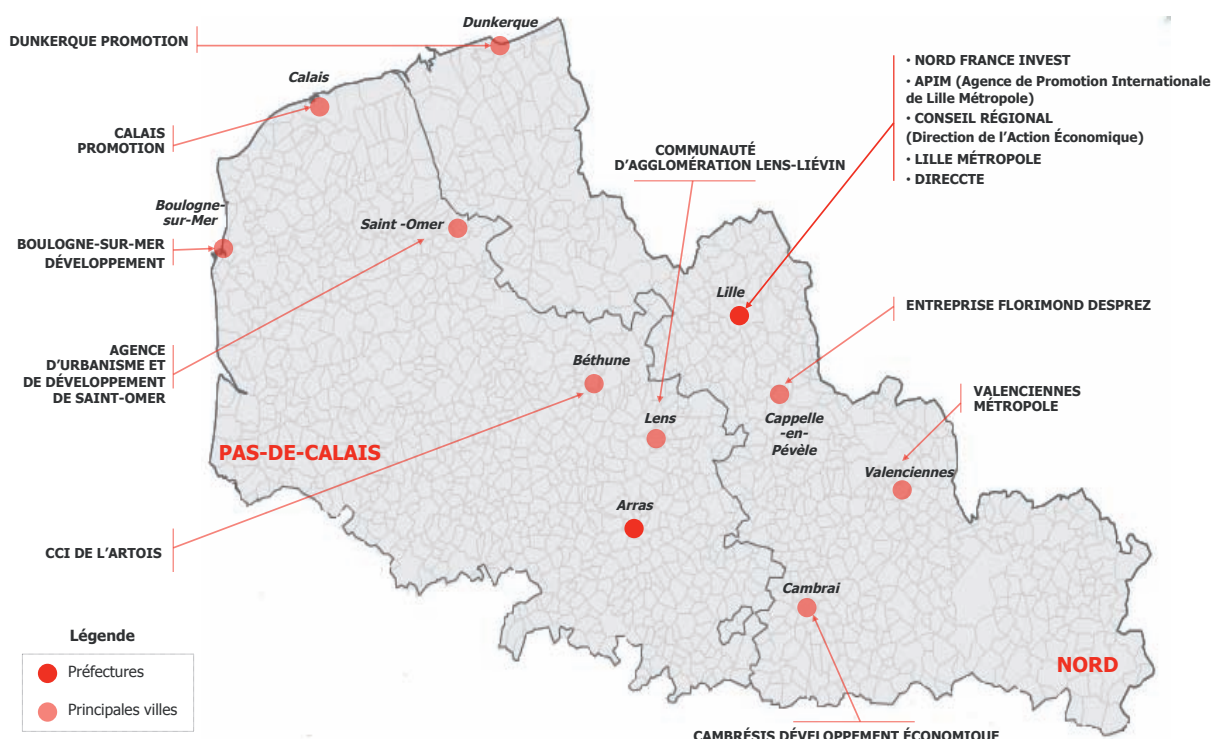 Dunkerque
DUNKERQUE PROMOTION
Calais
CALAIS
PROMOTION
Boulogne-
sur-Mer
BOULOGNE-SUR-MER
DÉVELOPPEMENT
Saint -Omer
AGENCE
D'URBANISME ET
DE DÉVELOPPEMENT
DE SAINT-OMER
COMMUNAUTÉ
D'AGGLOMÉRATION LENS-LIÉVIN
• NORD FRANCE INVEST
• APIM (Agence de Promotion Internationale
de Lille Métropole)
• CONSEIL RÉGIONAL
(Direction de l'Action Économique)
• LILLE MÉTROPOLE
• DIRECCTE
Lille
ENTREPRISE FLORIMOND DESPREZ
Béthune
Lens
Cappelle
-en-
Pévèle
VALENCIENNES
MÉTROPOLE
Valenciennes
PAS-DE-CALAIS
Arras
CCI DE L'ARTOIS
Cambrai
NORD
Légende
Préfectures
Principales villes
CAMBRÉSIS DÉVELOPPEMENT ÉCONOMIQUE